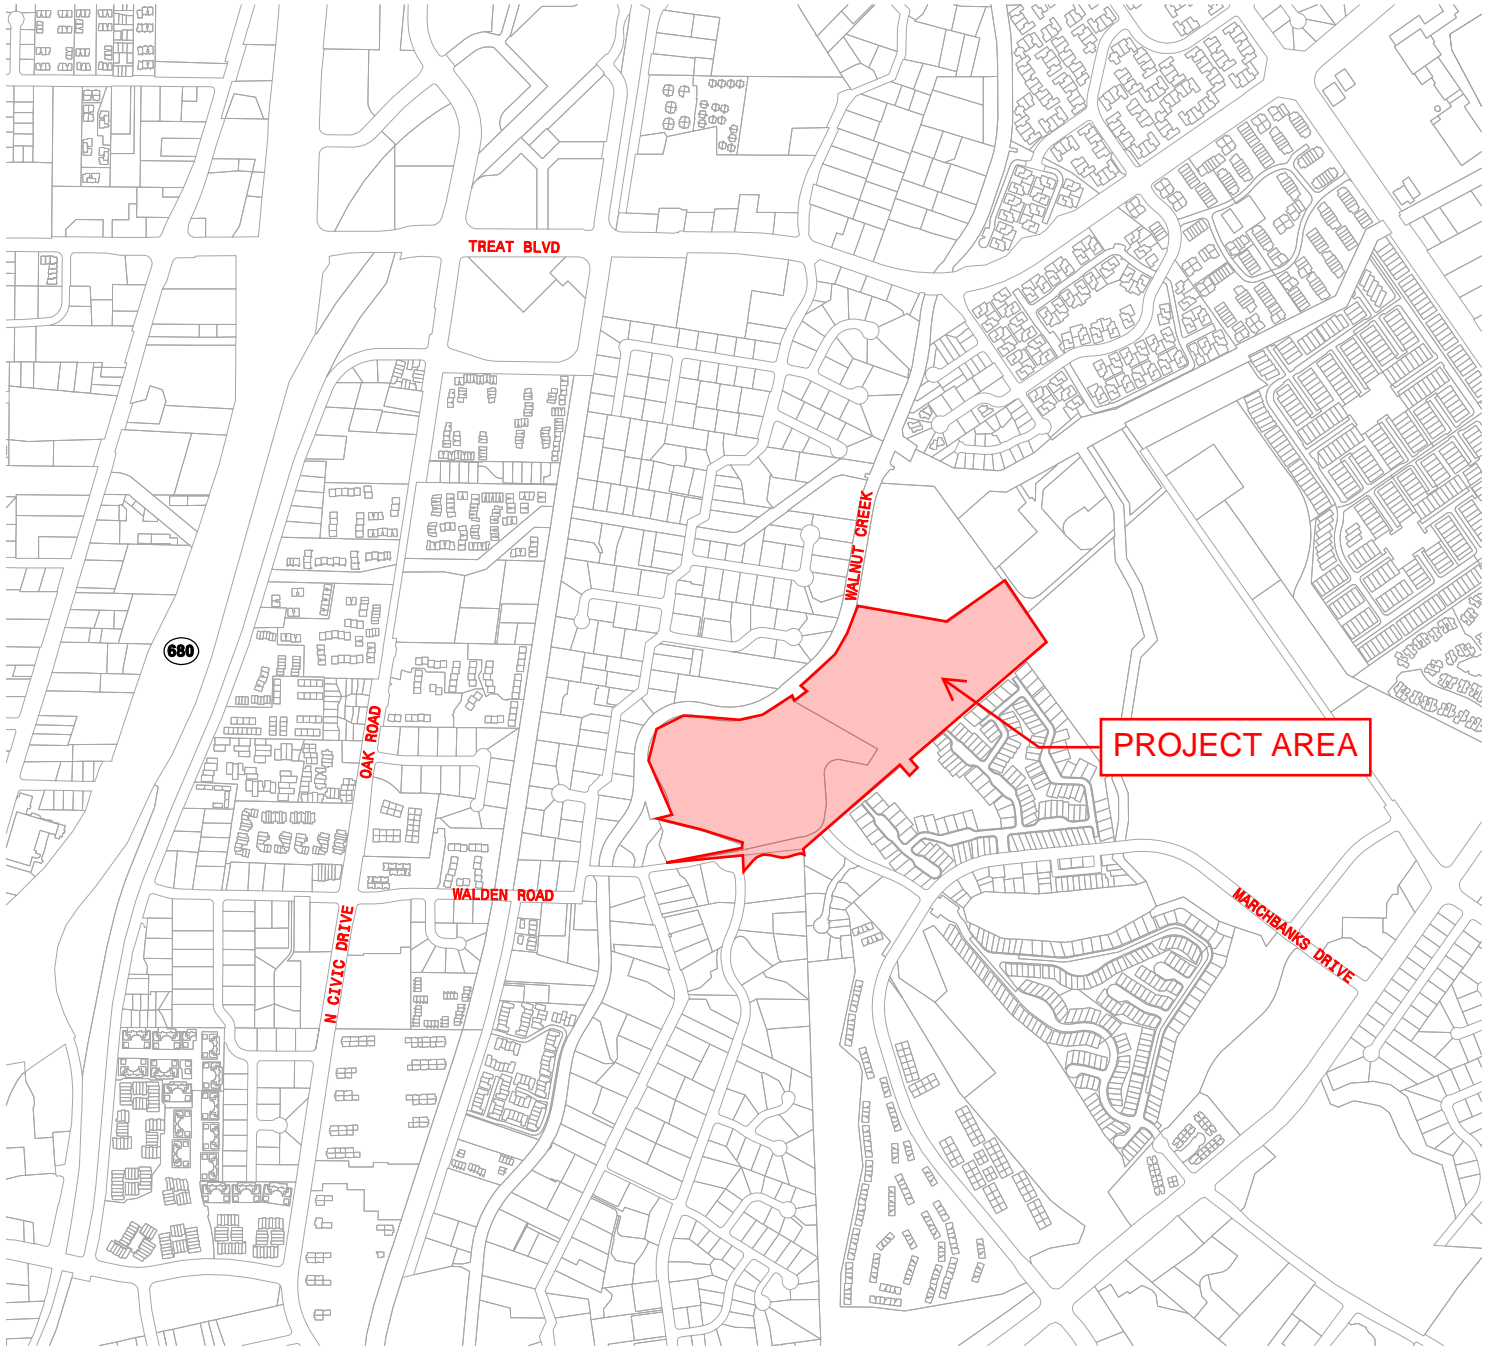 TREAT BLVD
WALNUT CREEK
680
OAK ROAD
PROJECT AREA
WALDEN ROAD
MARCHBANKS DRIVE
N CIVIC DRIVE